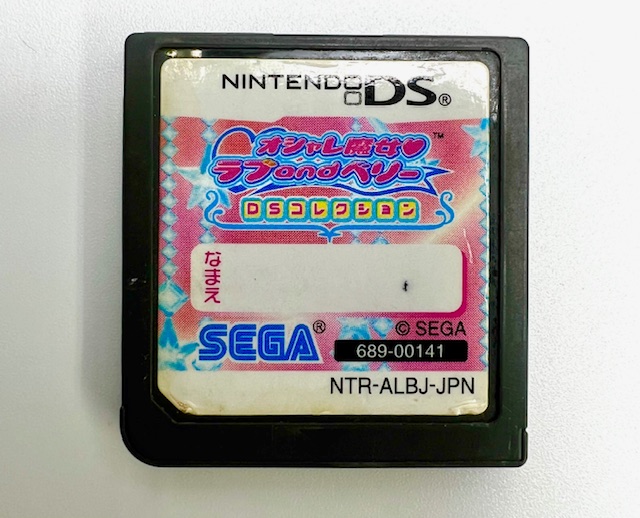 NINTENDO DS®
オシャレ魔女♥™
ラブandベリー
DSコレクション
なまえ
SEGA®
© SEGA
689-00141
NTR-ALBJ-JPN